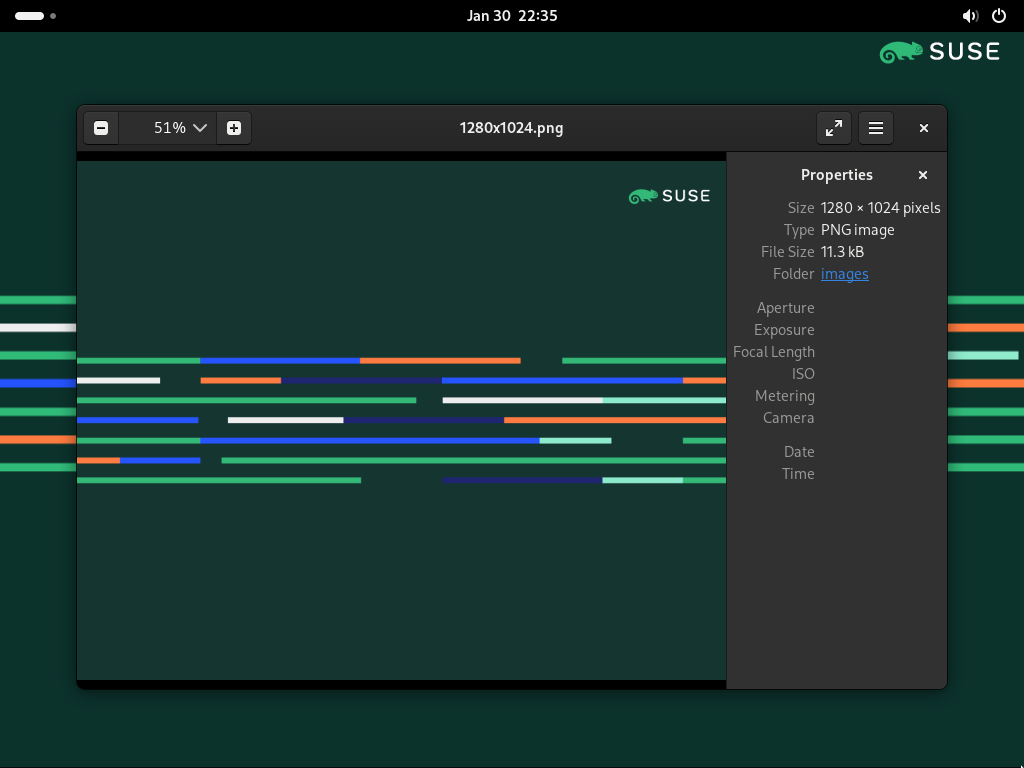 Jan 30 22:35
SUSE
51%
1280x1024.png
SUSE
Properties
Size 1280 × 1024 pixels
Type PNG image
File Size 11.3 kB
Folder images
Aperture
Exposure
Focal Length
ISO
Metering
Camera
Date
Time